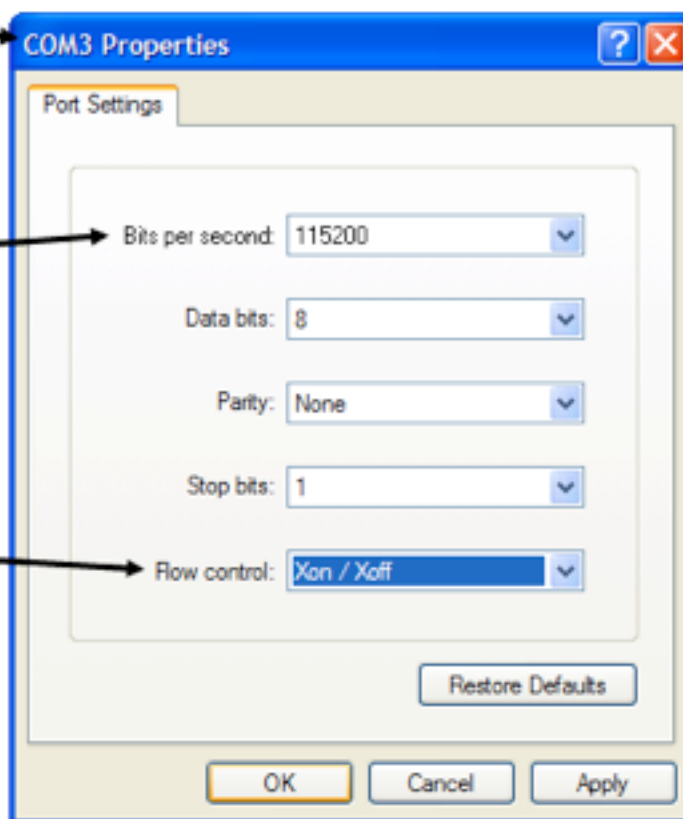 COM3 Properties
Port Settings
Bits per second: 115200
Data bits: 8
Parity: None
Stop bits: 1
Flow control: Xon / Xoff
Restore Defaults
OK Cancel Apply